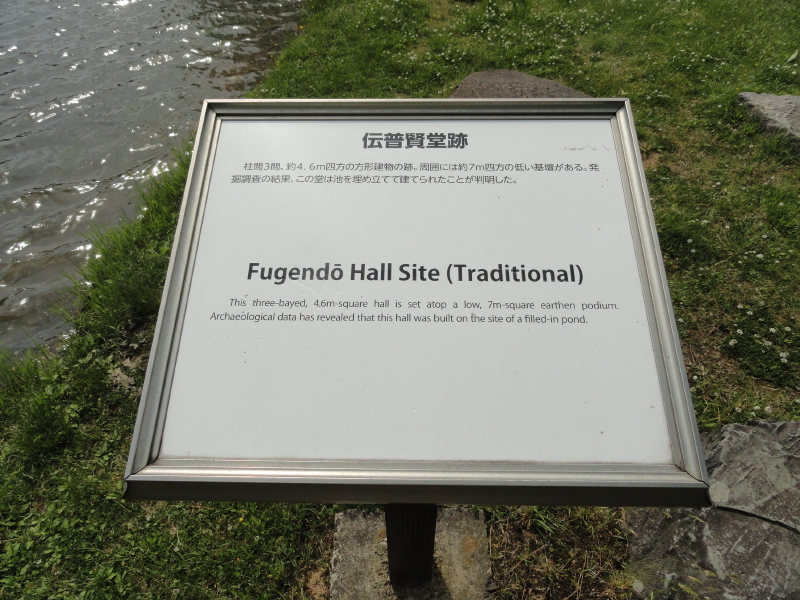 伝普賢堂跡
柱間3間、約4．6m四方の方形建物の跡。周囲には約7m四方の低い基壇がある。発
掘調査の結果、この堂は池を埋め立てて建てられたことが判明した。
Fugendō Hall Site (Traditional)
This three-bayed, 4.6m-square hall is set atop a low, 7m-square earthen podium.
Archaeological data has revealed that this hall was built on the site of a filled-in pond.